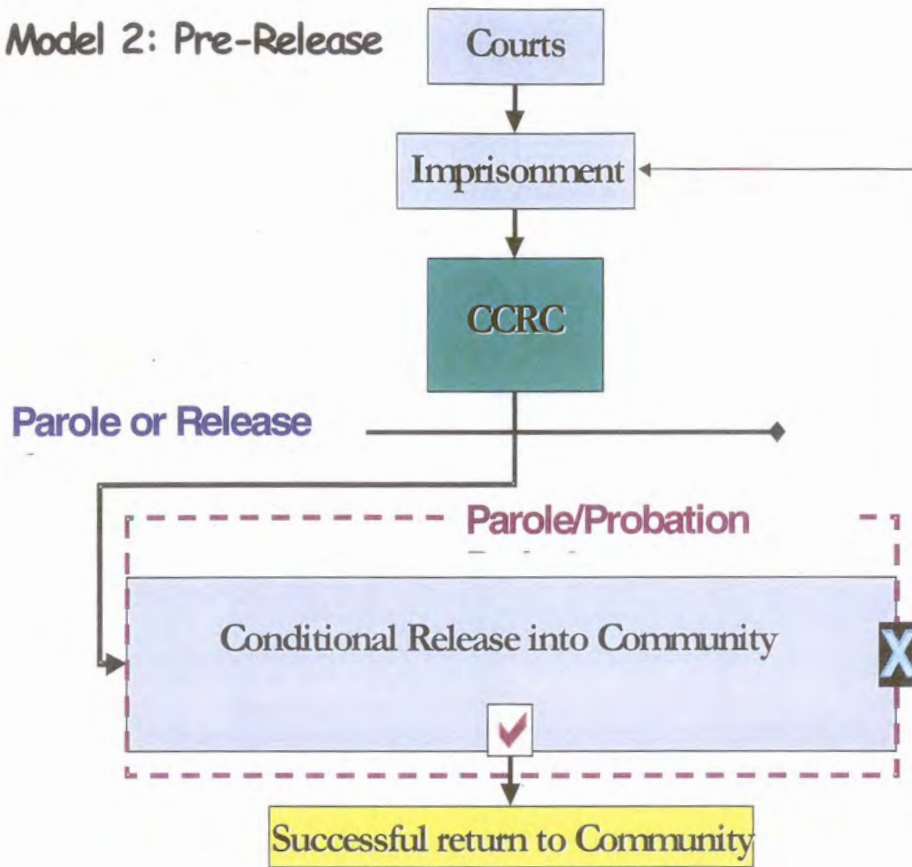 Model 2: Pre-Release
Courts
Imprisonment
CCRC
Parole or Release
Parole/Probation
Conditional Release into Community
X
Successful return to Community